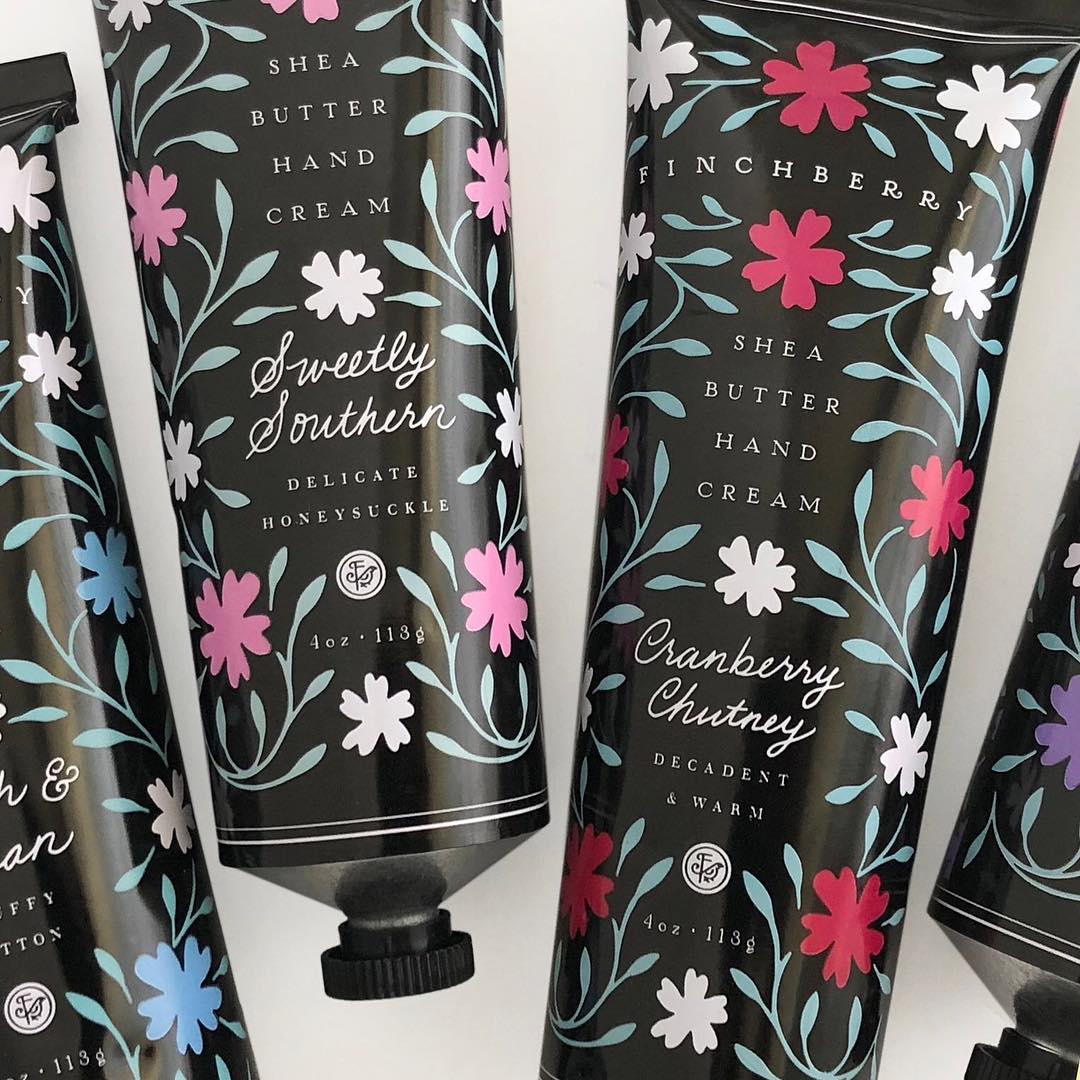 SHEA
BUTTER
HAND
CREAM
Sweetly
Southern
DELICATE
HONEYSUCKLE
4oz · 113g
FINCHBERRY
SHEA
BUTTER
HAND
CREAM
Cranberry
Chutney
DECADENT
& WARM
4oz · 113g
&
113g